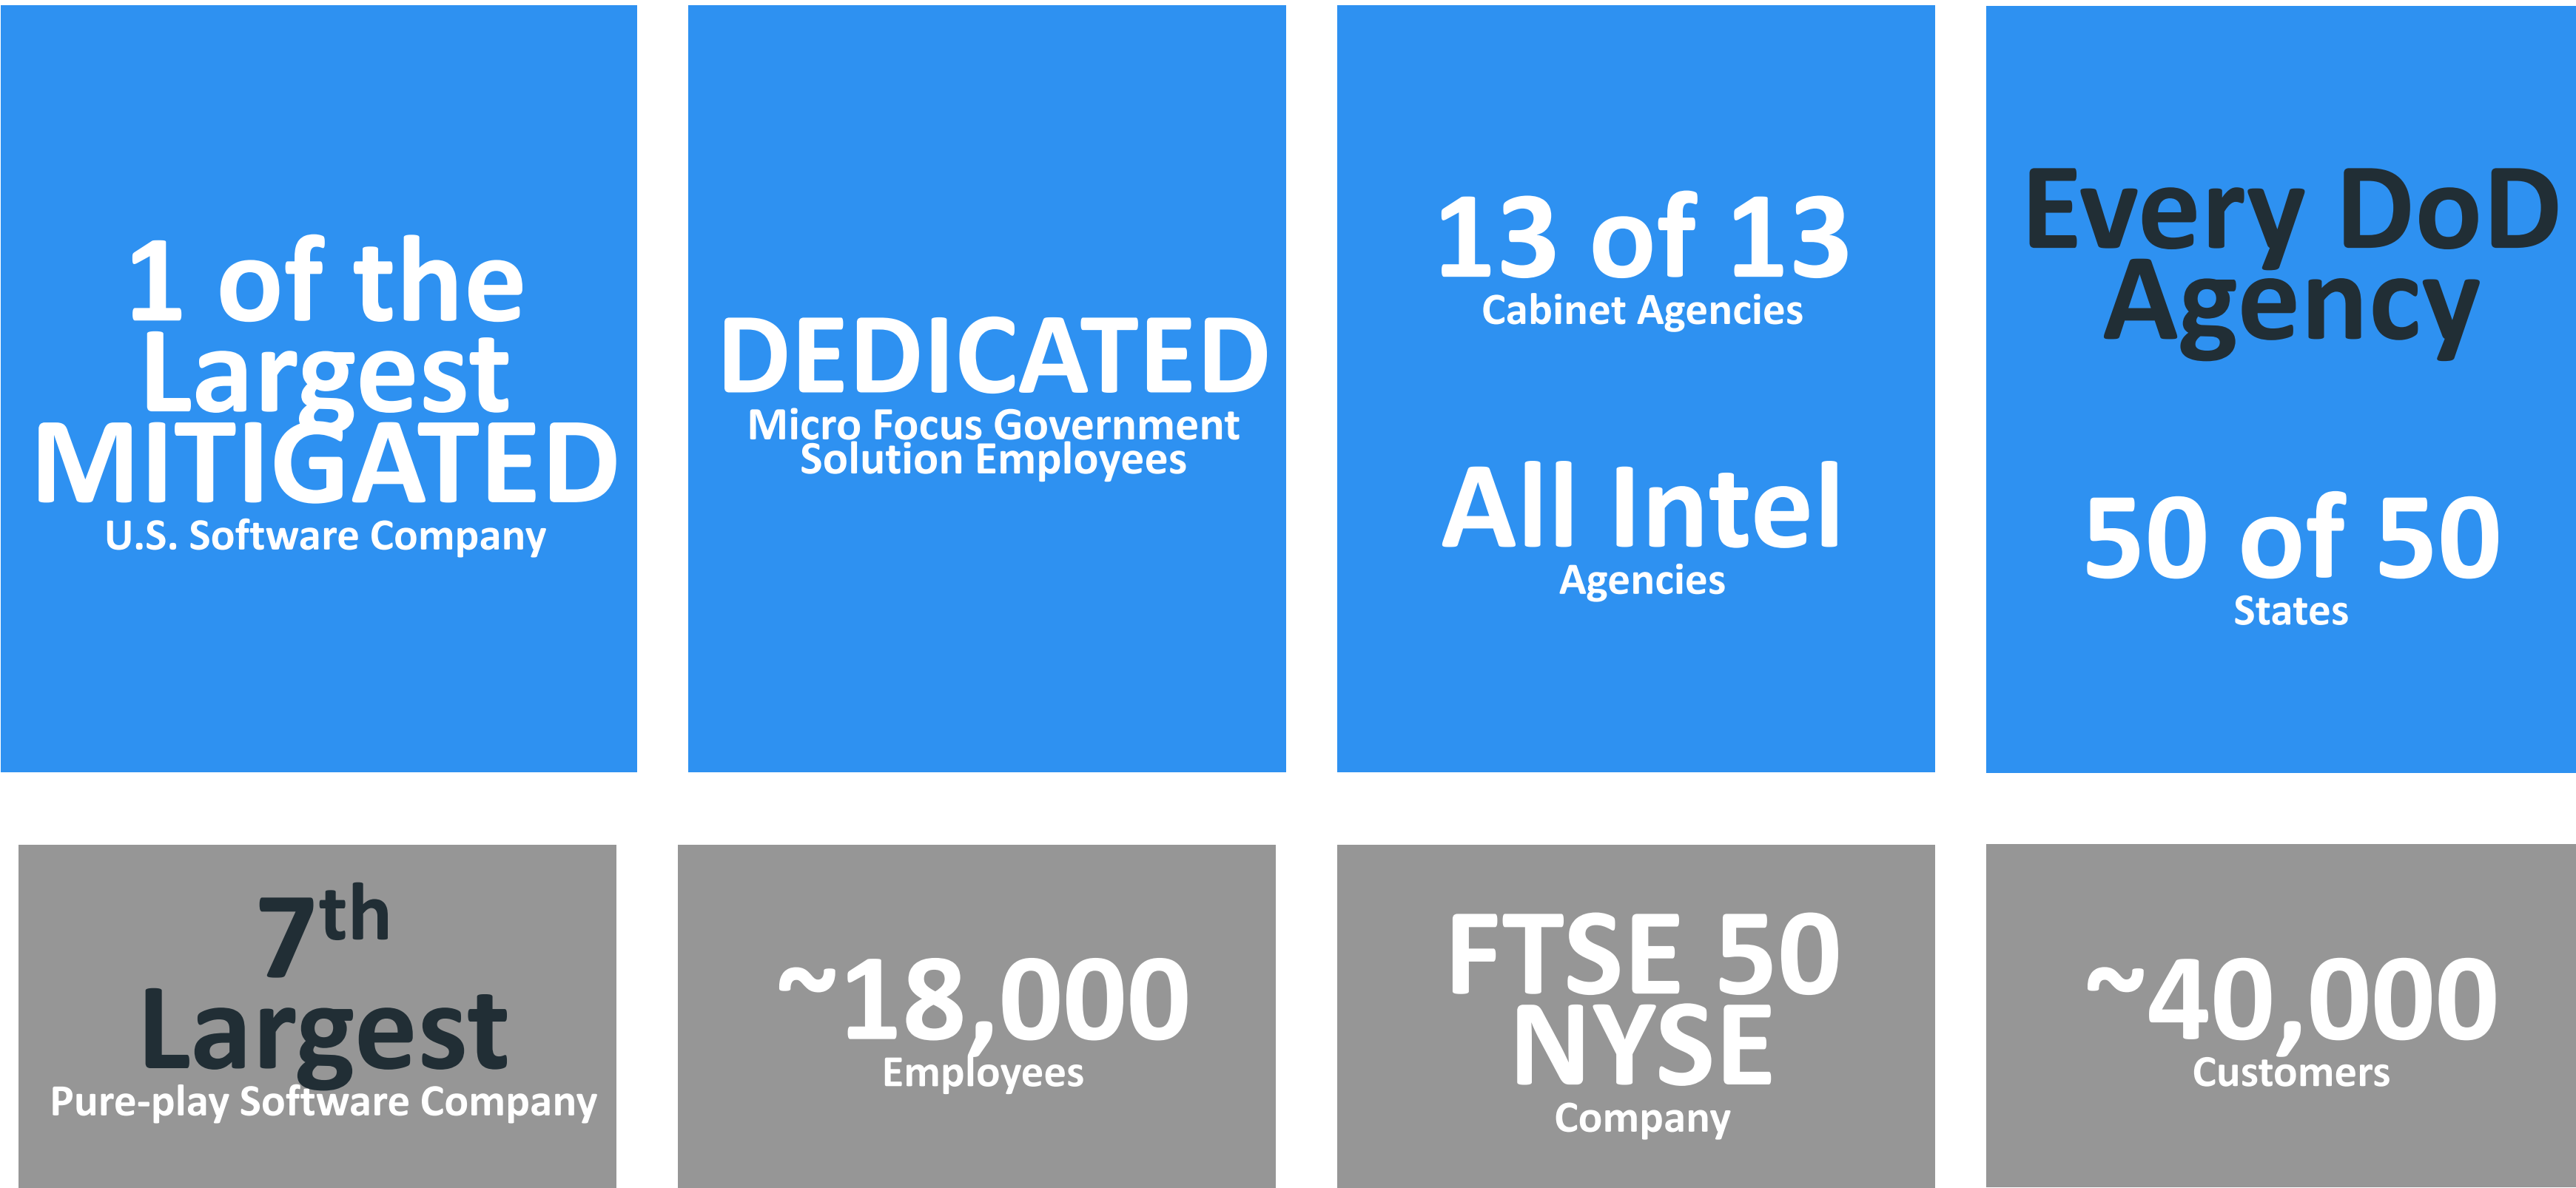 1 of the
Largest
MITIGATED
U.S. Software Company
DEDICATED
Micro Focus Government
Solution Employees
13 of 13
Cabinet Agencies
All Intel
Agencies
Every DoD
Agency
50 of 50
States
7th
Largest
Pure-play Software Company
~18,000
Employees
FTSE 50
NYSE
Company
~40,000
Customers